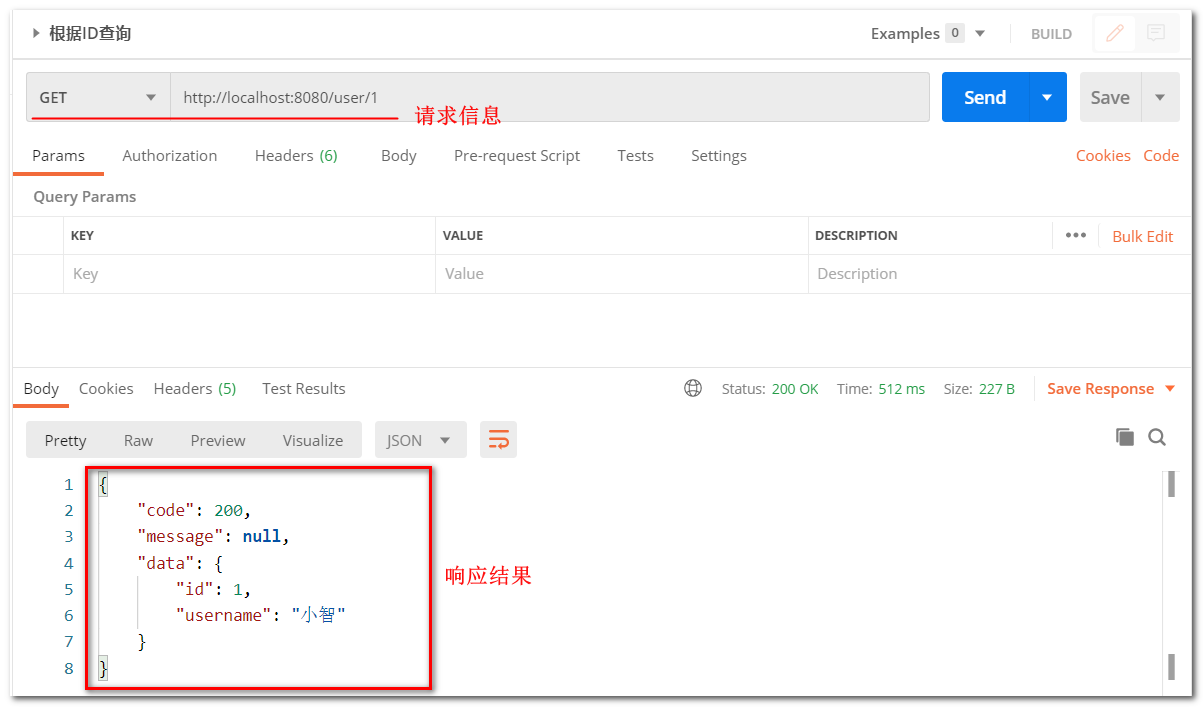 根据ID查询
Examples 0 BUILD
GET http://localhost:8080/user/1 Send Save
请求信息
Params Authorization Headers (6) Body Pre-request Script Tests Settings Cookies Code
Query Params
KEY VALUE DESCRIPTION ••• Bulk Edit
Key Value Description
Body Cookies Headers (5) Test Results Status: 200 OK Time: 512 ms Size: 227 B Save Response
Pretty Raw Preview Visualize JSON
1 {
2 "code": 200,
3 "message": null,
4 "data": {
5 "id": 1,
响应结果
6 "username": "小智"
7 }
8 }